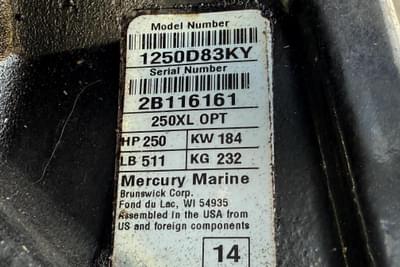 Model Number
1250D83KY
Serial Number
2B116161
250XL OPT
HP 250 KW 184
LB 511 KG 232
Mercury Marine
Brunswick Corp.
Fond du Lac, WI 54935
Assembled in the USA from
US and foreign components
14